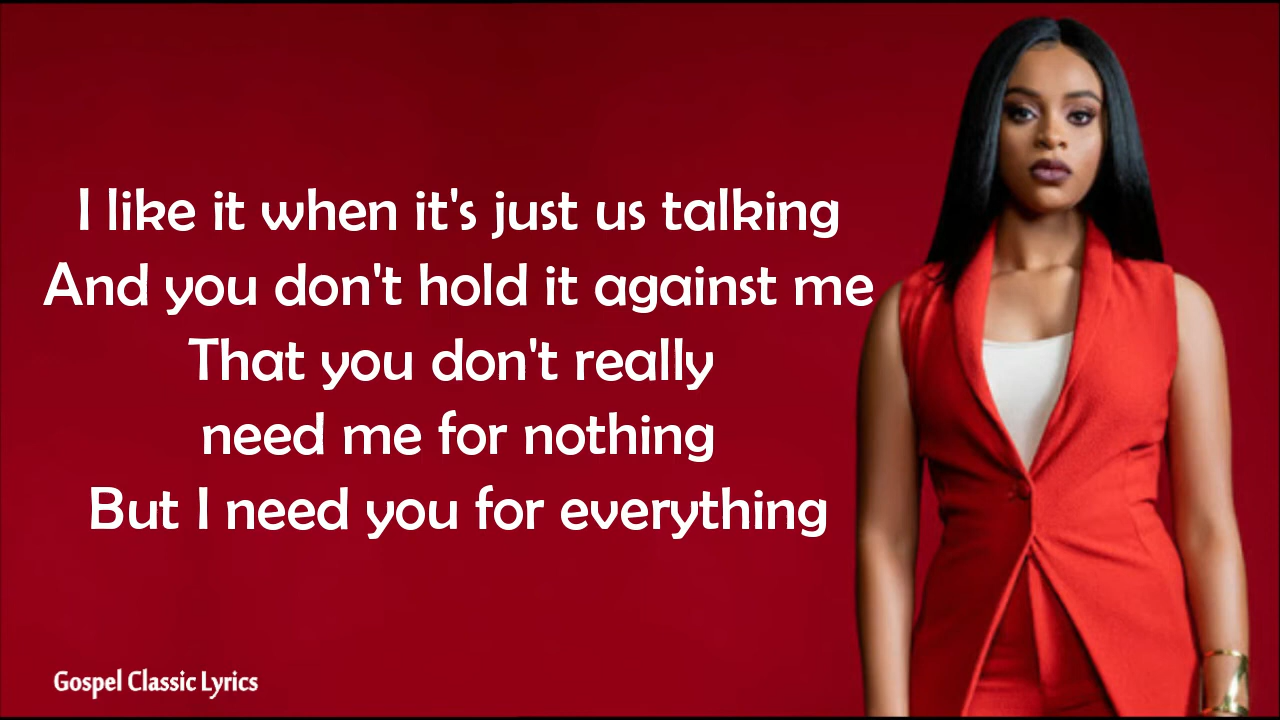 I like it when it's just us talking
And you don't hold it against me
That you don't really
need me for nothing
But I need you for everything
Gospel Classic Lyrics